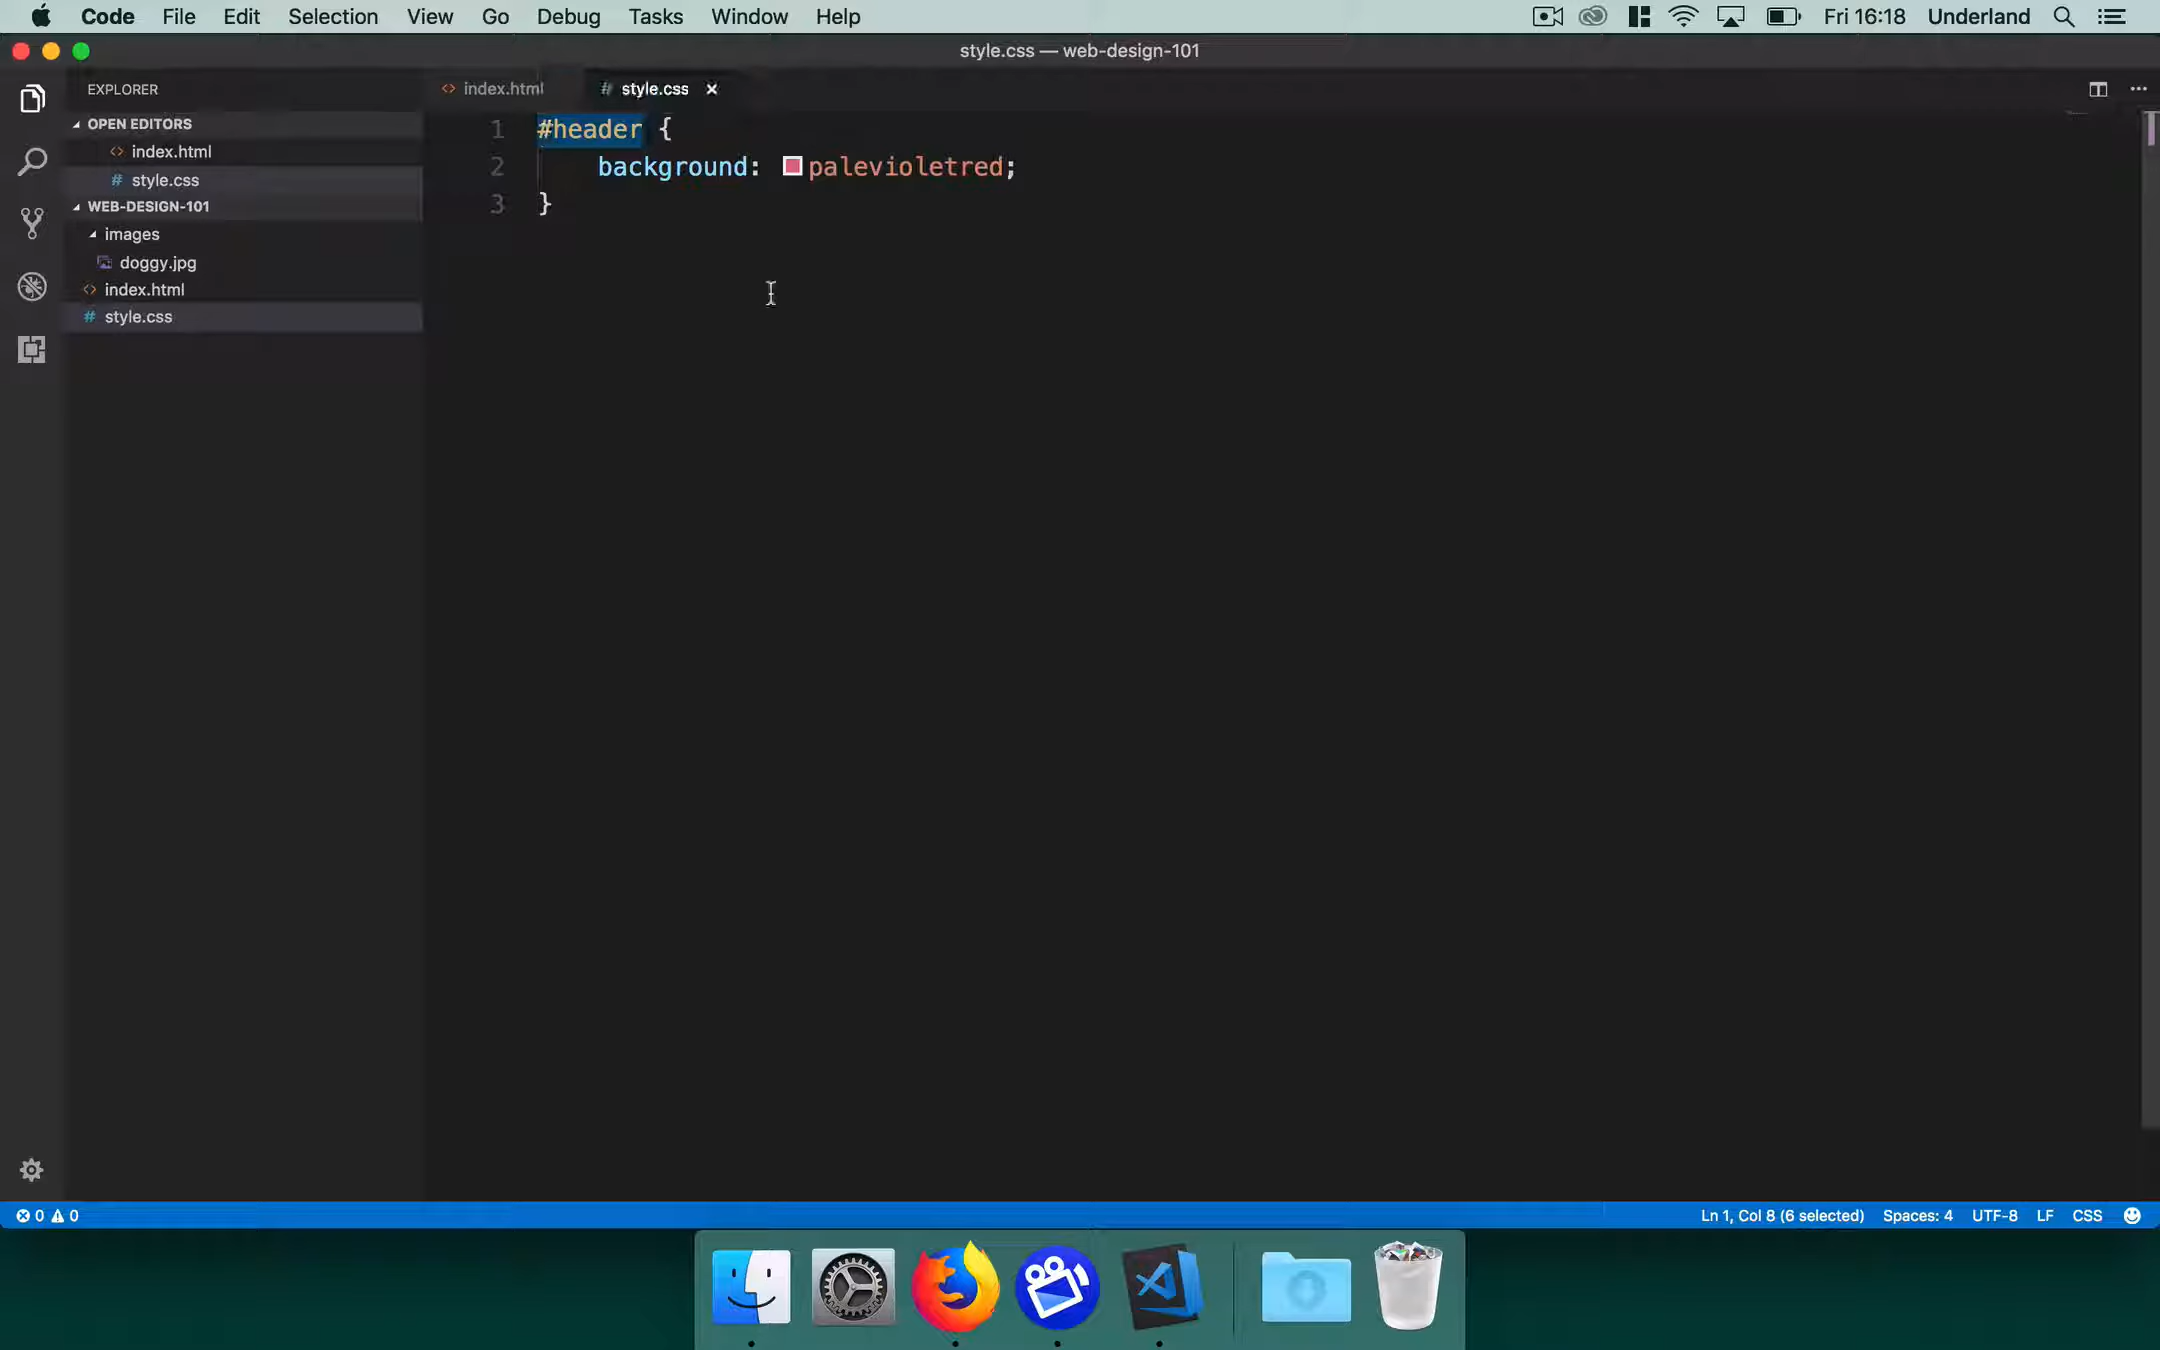 Code File Edit Selection View Go Debug Tasks Window Help Fri 16:18 Underland
style.css — web-design-101
EXPLORER
OPEN EDITORS
index.html
style.css
WEB-DESIGN-101
images
doggy.jpg
index.html
style.css
index.html style.css
1 #header {
2 background: palevioletred;
3 }
0 0 Ln 1, Col 8 (6 selected) Spaces: 4 UTF-8 LF CSS